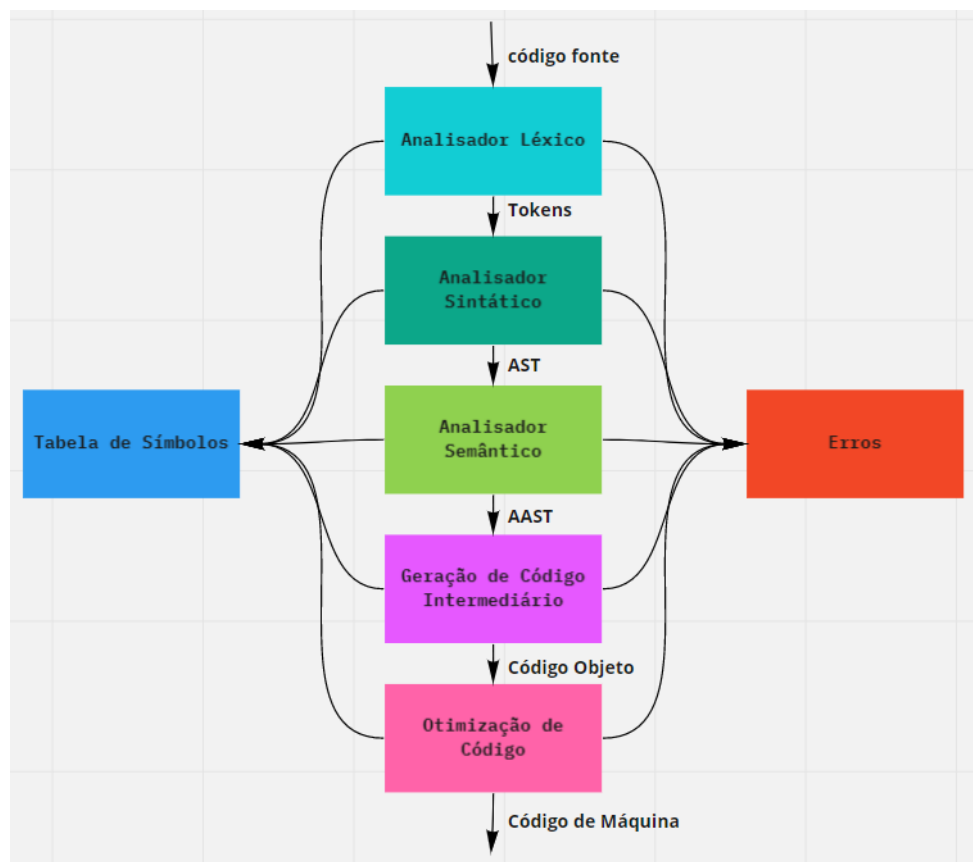 código fonte
Analisador Léxico
Tokens
Analisador
Sintático
AST
Tabela de Símbolos
Analisador
Semântico
Erros
AAST
Geração de Código
Intermediário
Código Objeto
Otimização de
Código
Código de Máquina